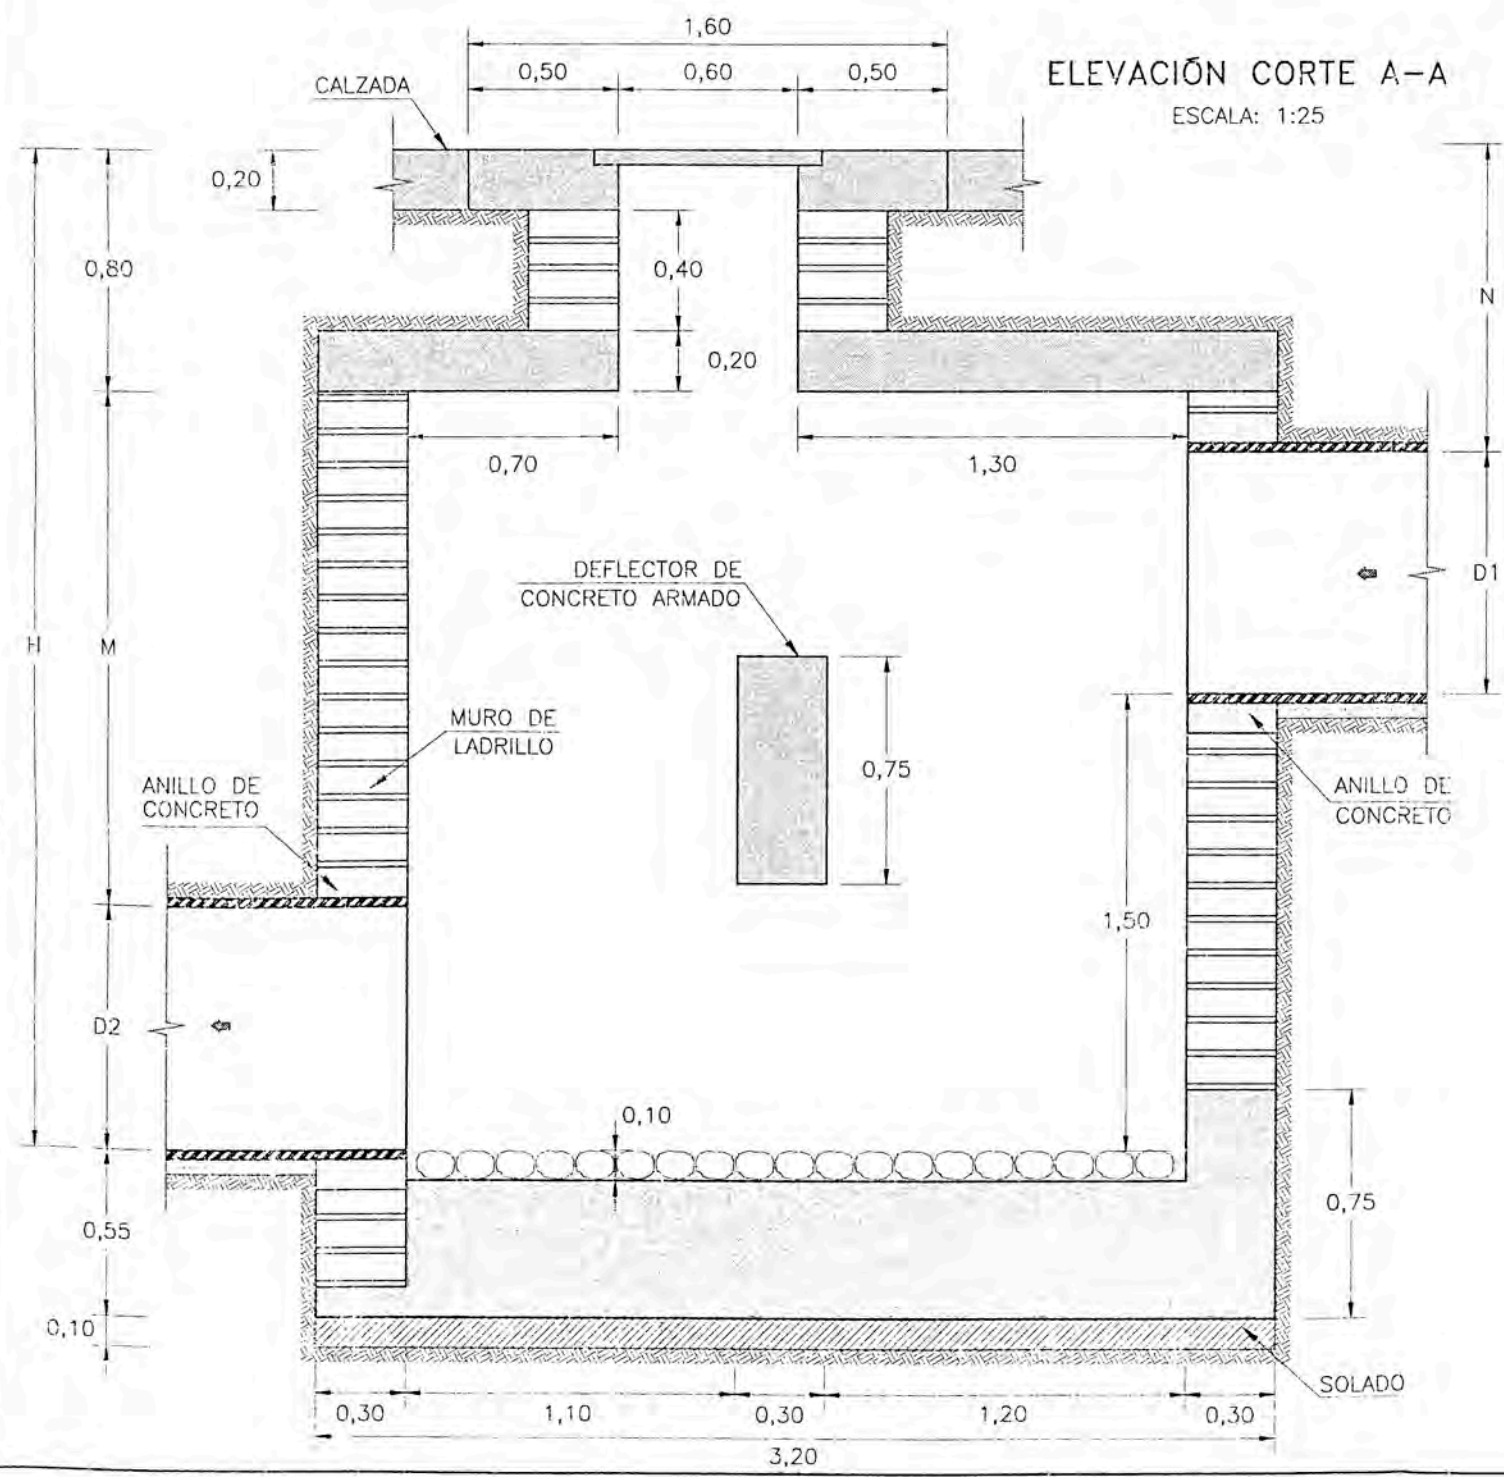 1,60
0,50
0,60
0,50
ELEVACIÓN CORTE A-A
ESCALA: 1:25
CALZADA
0,20
0,80
0,40
N
0,20
0,70
1,30
DEFLECTOR DE
CONCRETO ARMADO
D1
H
M
MURO DE
LADRILLO
0,75
ANILLO DE
CONCRETO
ANILLO DE
CONCRETO
1,50
D2
0,10
0,55
0,75
0,10
SOLADO
0,30
1,10
0,30
1,20
0,30
3,20